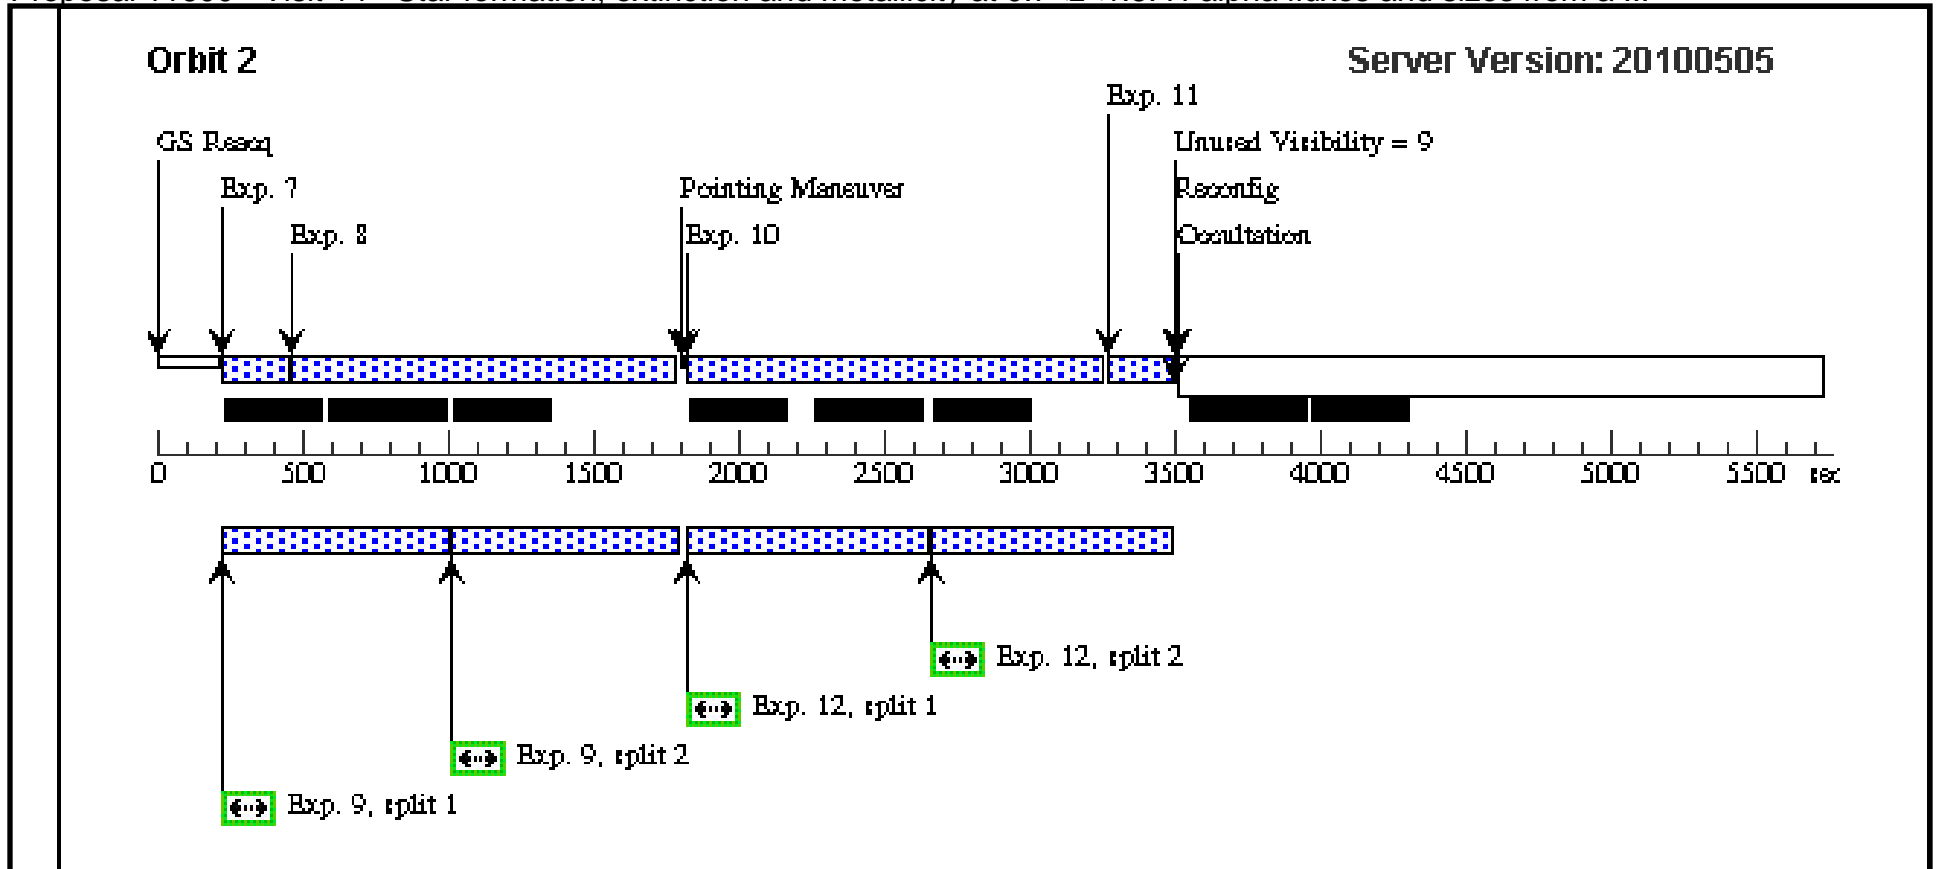 Orbit 2
Server Version: 20100505
Exp. 11
GS Reacq
Unused Visibility = 9
Exp. 7
Pointing Maneuver
Reconfig
Exp. 8
Exp. 10
Occultation
0 500 1000 1500 2000 2500 3000 3500 4000 4500 5000 5500 sec
Exp. 12, split 2
Exp. 12, split 1
Exp. 9, split 2
Exp. 9, split 1